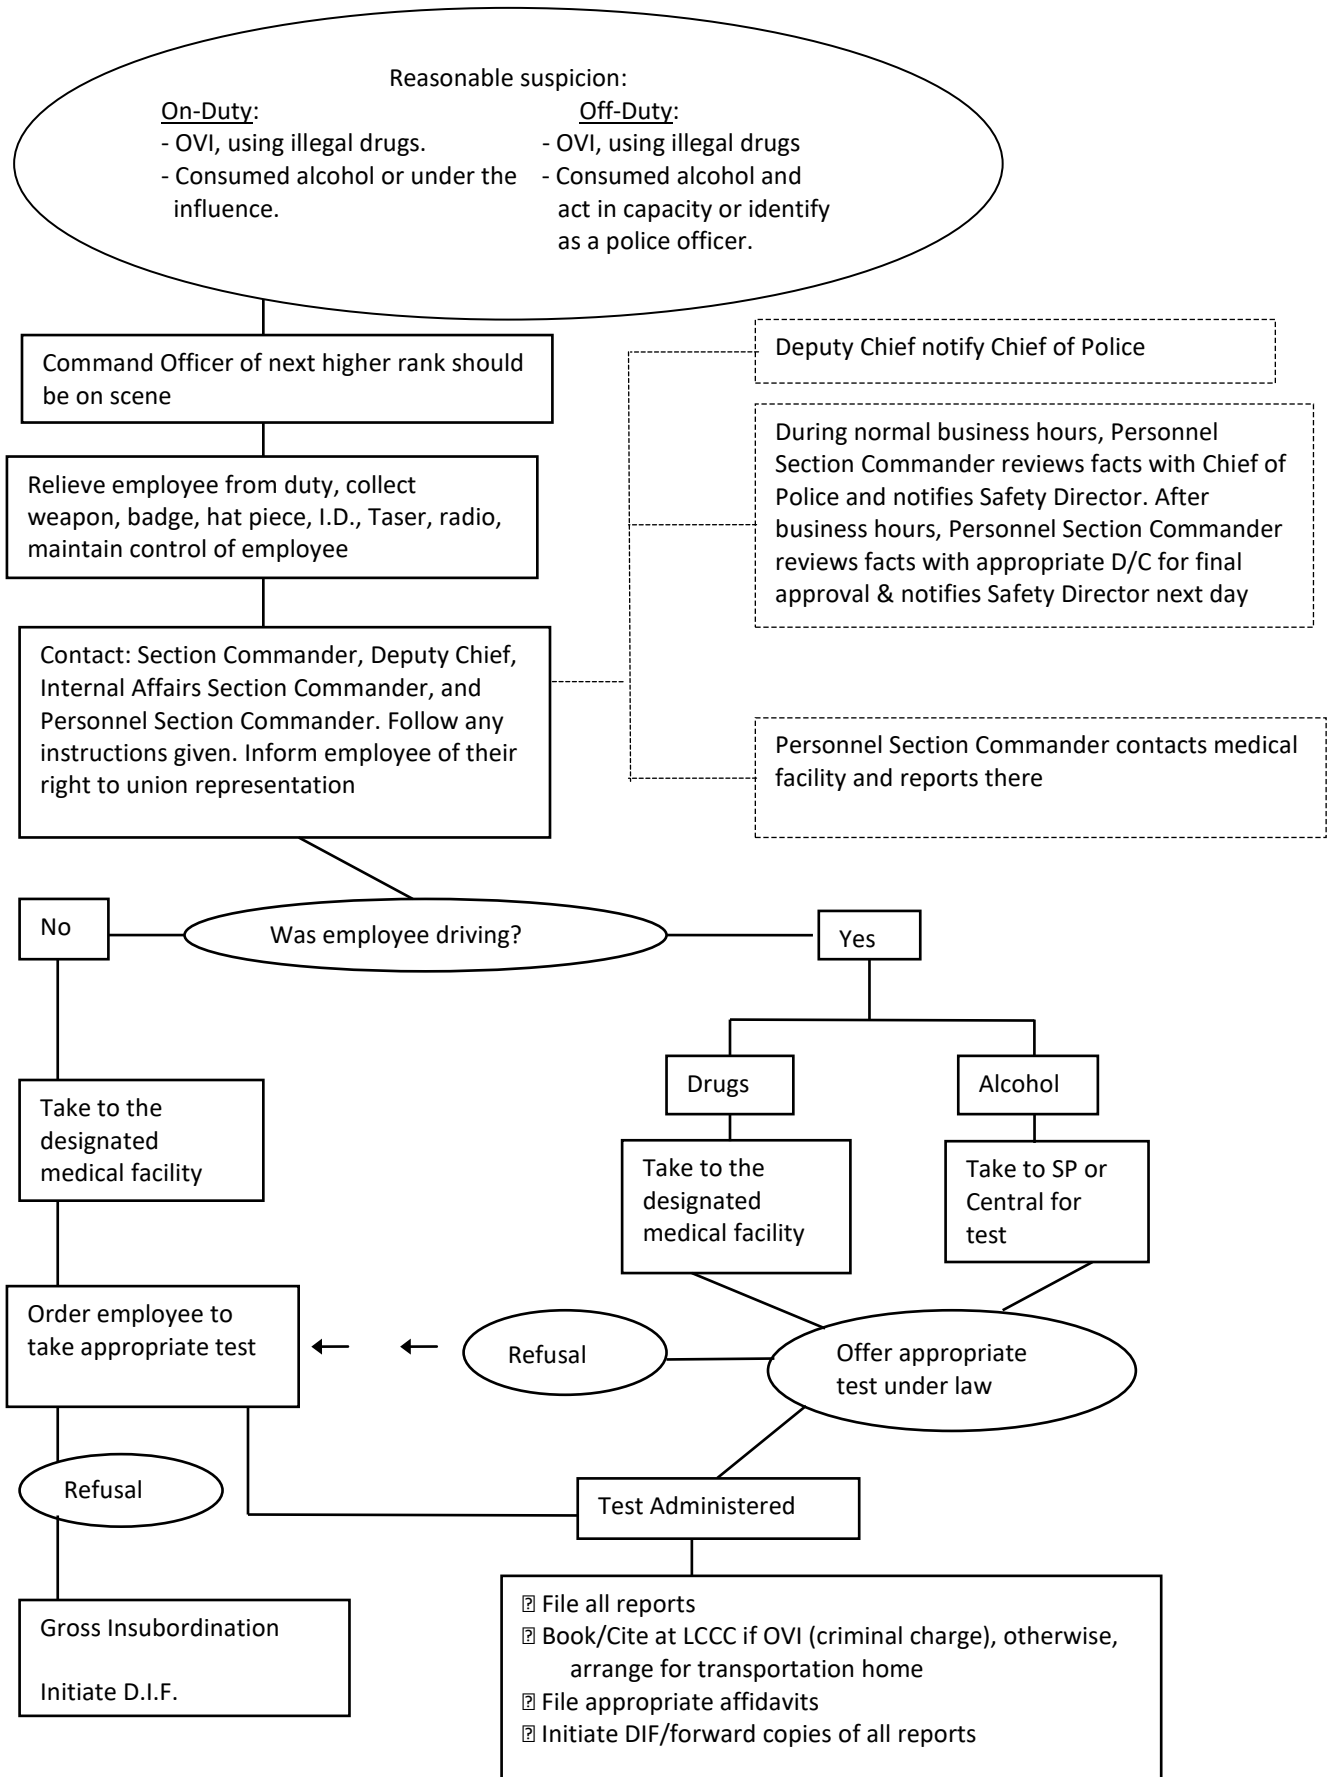 Reasonable suspicion:
On-Duty:
- OVI, using illegal drugs.
- Consumed alcohol or under the
influence.
Off-Duty:
- OVI, using illegal drugs
- Consumed alcohol and
act in capacity or identify
as a police officer.
Command Officer of next higher rank should
be on scene
Relieve employee from duty, collect
weapon, badge, hat piece, I.D., Taser, radio,
maintain control of employee
Contact: Section Commander, Deputy Chief,
Internal Affairs Section Commander, and
Personnel Section Commander. Follow any
instructions given. Inform employee of their
right to union representation
Deputy Chief notify Chief of Police
During normal business hours, Personnel
Section Commander reviews facts with Chief of
Police and notifies Safety Director. After
business hours, Personnel Section Commander
reviews facts with appropriate D/C for final
approval & notifies Safety Director next day
Personnel Section Commander contacts medical
facility and reports there
No
Was employee driving?
Yes
Drugs
Alcohol
Take to the
designated
medical facility
Take to the
designated
medical facility
Take to SP or
Central for
test
Order employee to
take appropriate test
Refusal
Offer appropriate
test under law
Refusal
Test Administered
Gross Insubordination
Initiate D.I.F.
⍰ File all reports
⍰ Book/Cite at LCCC if OVI (criminal charge), otherwise,
arrange for transportation home
⍰ File appropriate affidavits
⍰ Initiate DIF/forward copies of all reports